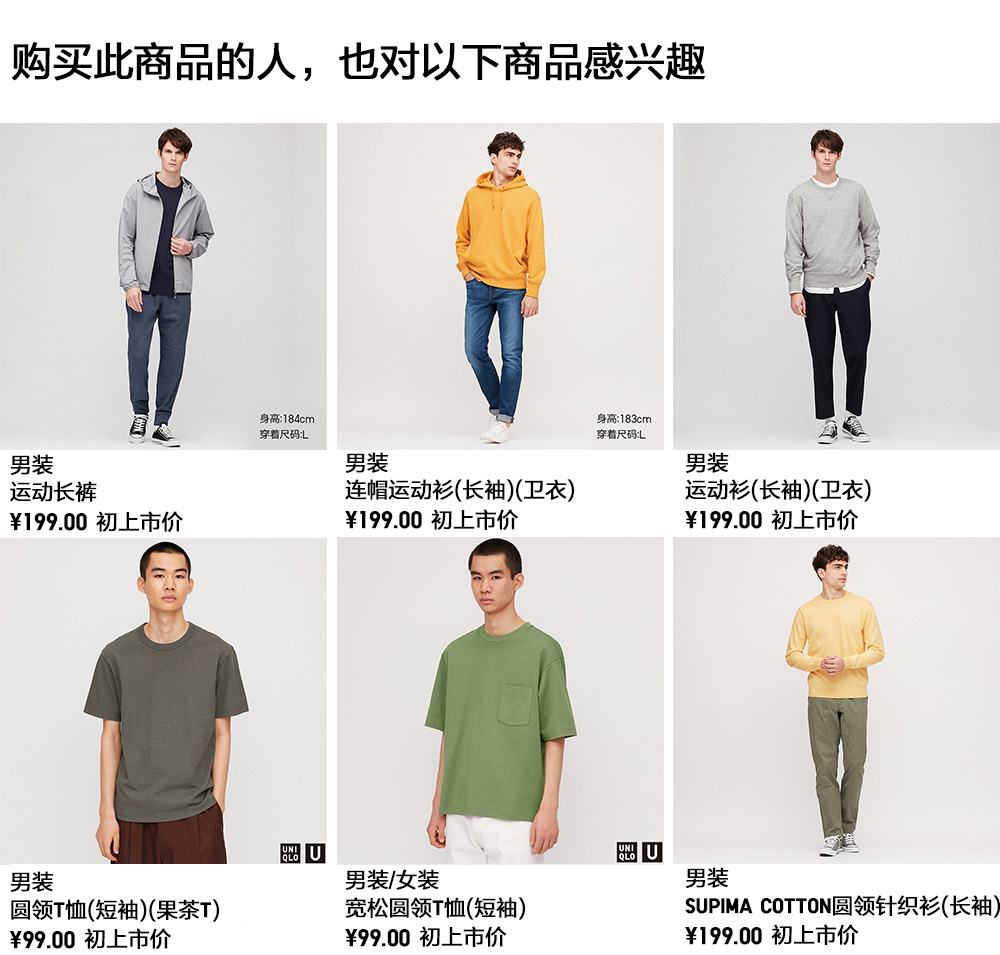 购买此商品的人，也对以下商品感兴趣
身高:184cm
穿着尺码:L
身高:183cm
穿着尺码:L
男装
运动长裤
¥199.00 初上市价
男装
连帽运动衫(长袖)(卫衣)
¥199.00 初上市价
男装
运动衫(长袖)(卫衣)
¥199.00 初上市价
UNI
QLO
U
UNI
QLO
U
男装
圆领T恤(短袖)(果茶T)
¥99.00 初上市价
男装/女装
宽松圆领T恤(短袖)
¥99.00 初上市价
男装
SUPIMA COTTON圆领针织衫(长袖)
¥199.00 初上市价